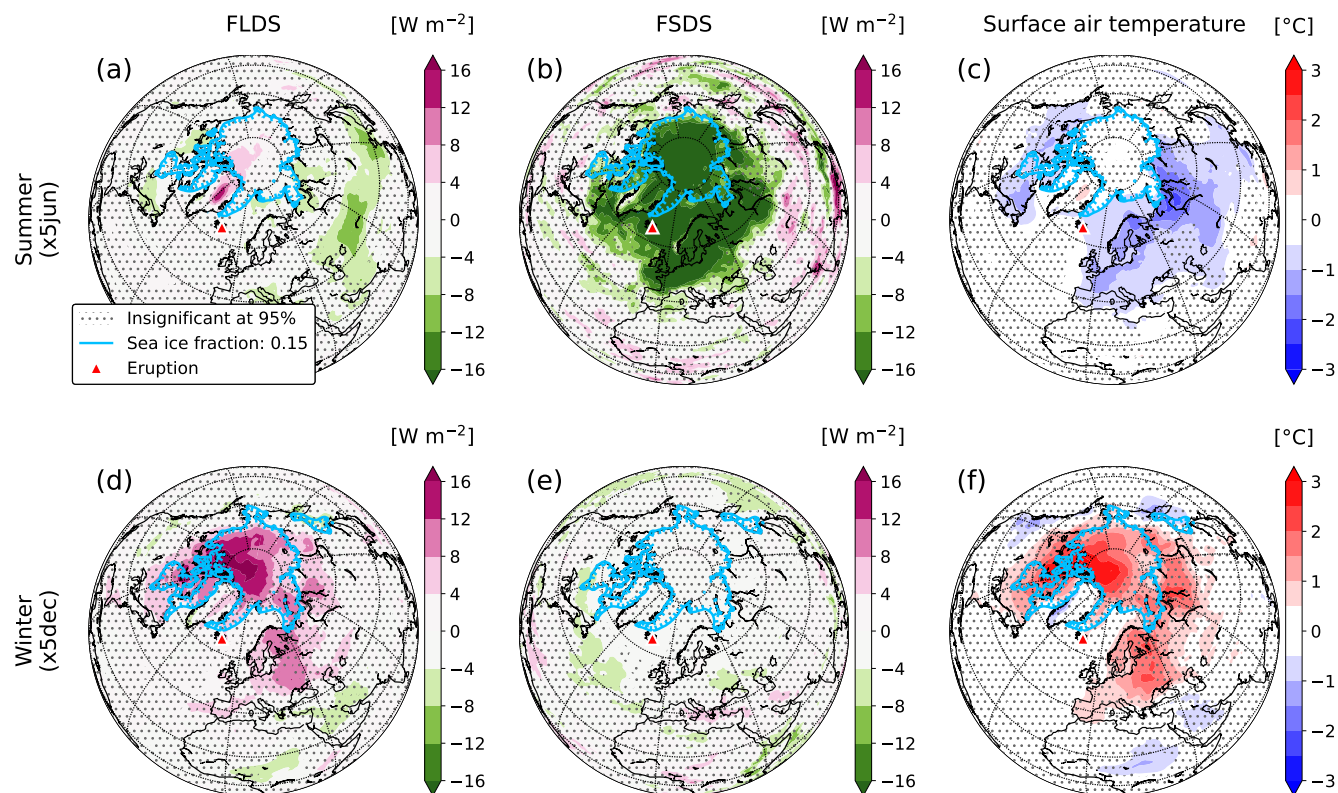 FLDS
[W m−2]
FSDS
[W m−2]
Surface air temperature
[°C]
Summer
(x5jun)
(a)
16
12
8
4
0
−4
−8
−12
−16
(b)
16
12
8
4
0
−4
−8
−12
−16
(c)
3
2
1
0
−1
−2
−3
Insignificant at 95%
Sea ice fraction: 0.15
Eruption
[W m−2]
[W m−2]
[°C]
Winter
(x5dec)
(d)
16
12
8
4
0
−4
−8
−12
−16
(e)
16
12
8
4
0
−4
−8
−12
−16
(f)
3
2
1
0
−1
−2
−3